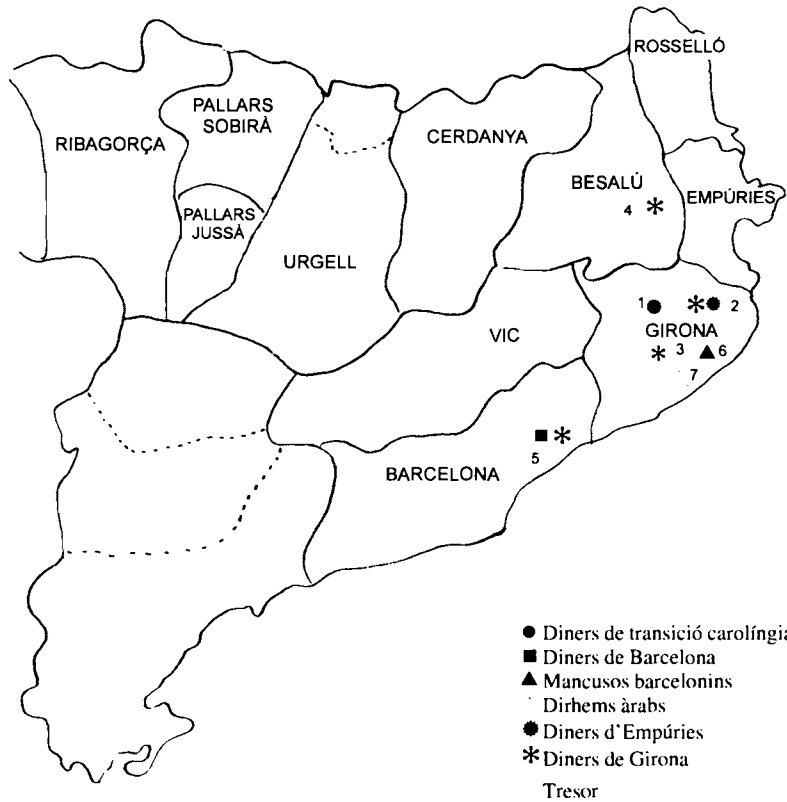 ROSSELLÓ
PALLARS
SOBIRÀ
RIBAGORÇA
CERDANYA
BESALÚ
4
EMPÚRIES
PALLARS
JUSSÀ
URGELL
1
2
GIRONA
VIC
3
6
7
5
BARCELONA
Diners de transició carolíngia
Diners de Barcelona
Mancusos barcelonins
Dirhems àrabs
Diners d'Empúries
Diners de Girona
Tresor